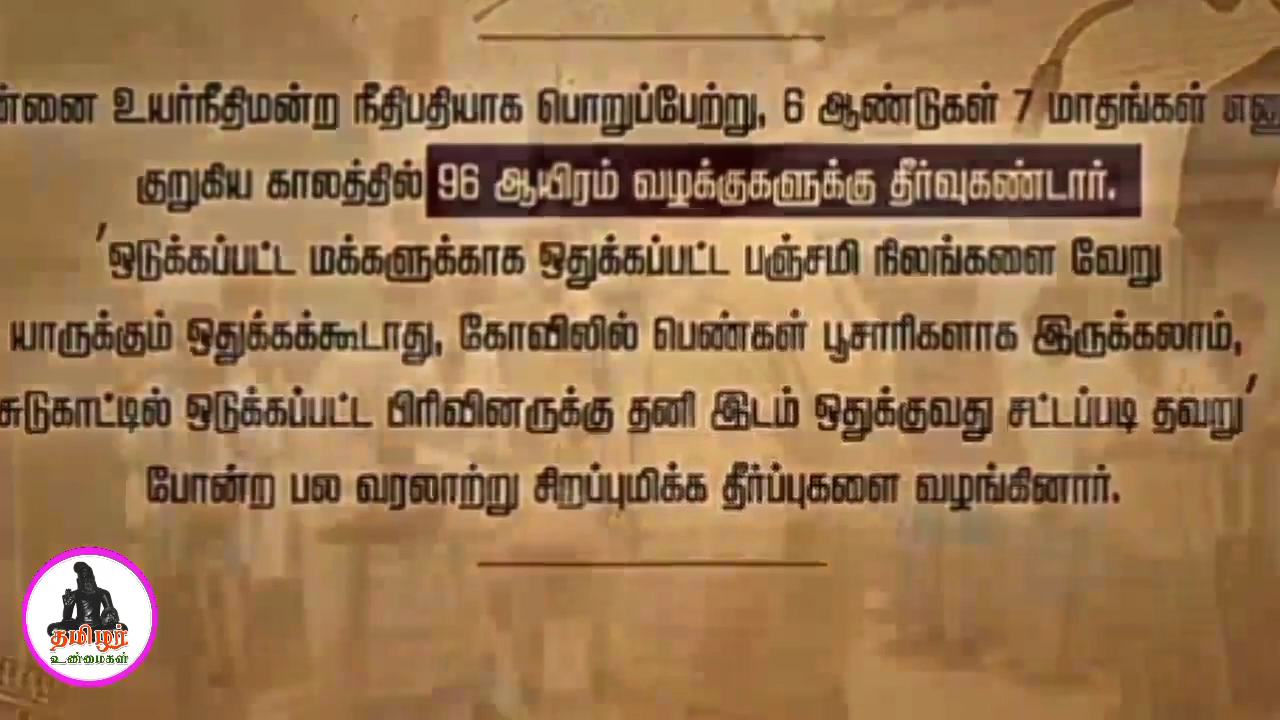 உயர்நீதிமன்ற நீதிபதியாக பொறுப்பேற்று, 6 ஆண்டுகள் 7 மாதங்கள்
குறுகிய காலத்தில் 96 ஆயிரம் வழக்குகளுக்கு தீர்வுகண்டார்.
'ஒடுக்கப்பட்ட மக்களுக்காக ஒதுக்கப்பட்ட பஞ்சமி நிலங்களை வேறு
யாருக்கும் ஒதுக்கக்கூடாது, கோவிலில் பெண்கள் பூசாரிகளாக இருக்கலாம்,
சுடுகாட்டில் ஒடுக்கப்பட்ட பிரிவினருக்கு தனி இடம் ஒதுக்குவது சட்டப்படி தவறு'
போன்ற பல வரலாற்று சிறப்புமிக்க தீர்ப்புகளை வழங்கினார்.
தமிழர்
உண்மைகள்